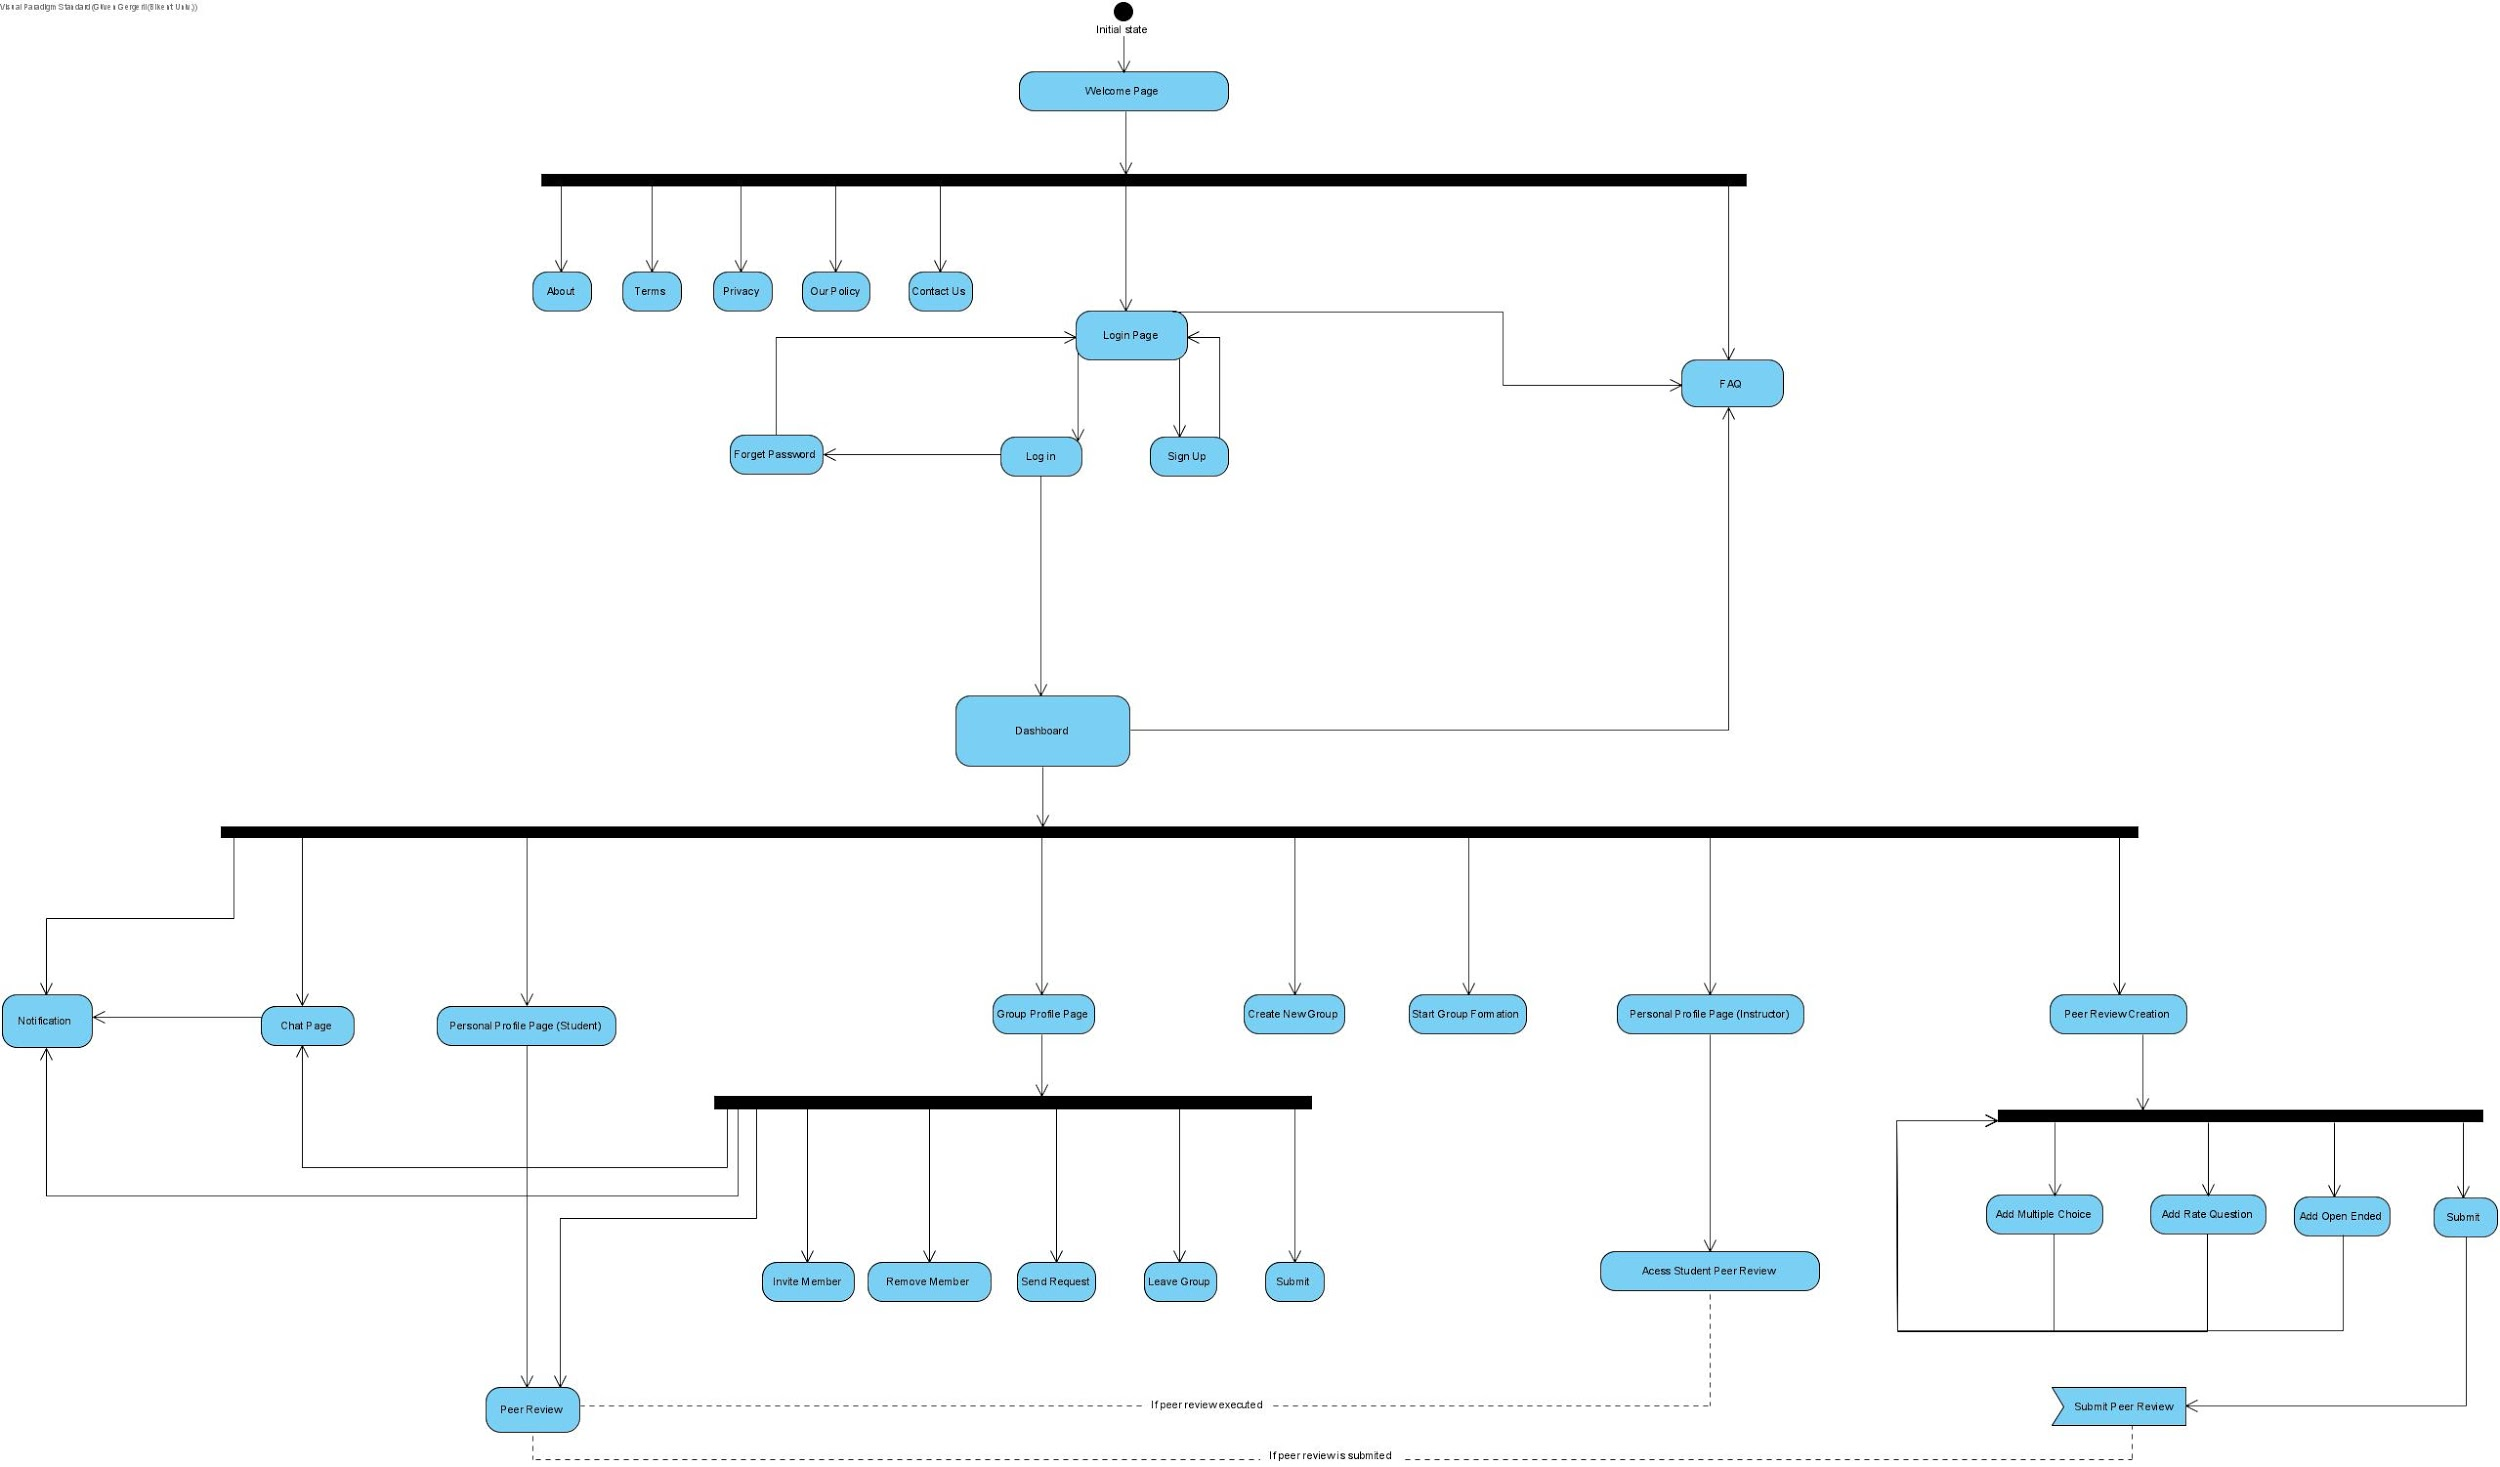 Visual Paradigm Standard
Initial state
Welcome Page
About
Terms
Privacy
Our Policy
Contact Us
Login Page
FAQ
Forget Password
Log in
Sign Up
Dashboard
Notification
Chat Page
Personal Profile Page (Student)
Group Profile Page
Create New Group
Start Group Formation
Personal Profile Page (Instructor)
Peer Review Creation
Add Multiple Choice
Add Rate Question
Add Open Ended
Submit
Invite Member
Remove Member
Send Request
Leave Group
Submit
Acess Student Peer Review
Peer Review
If peer review executed
Submit Peer Review
If peer review is submited